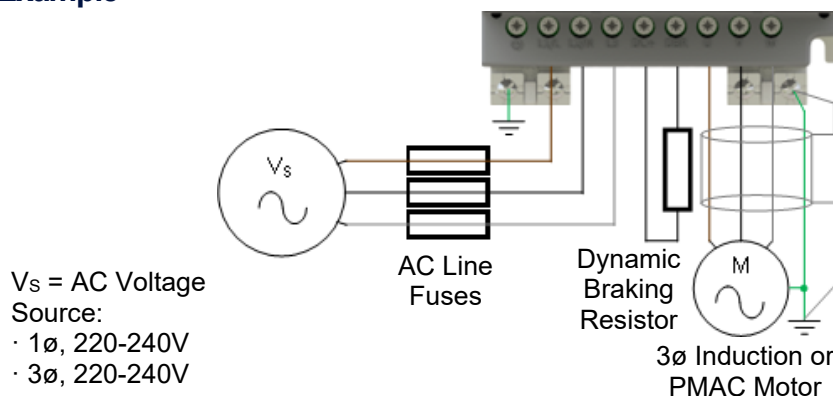 Example
Vs
Vs = AC Voltage
Source:
· 1ø, 220-240V
· 3ø, 220-240V
AC Line
Fuses
Dynamic
Braking
Resistor
M
3ø Induction or
PMAC Motor